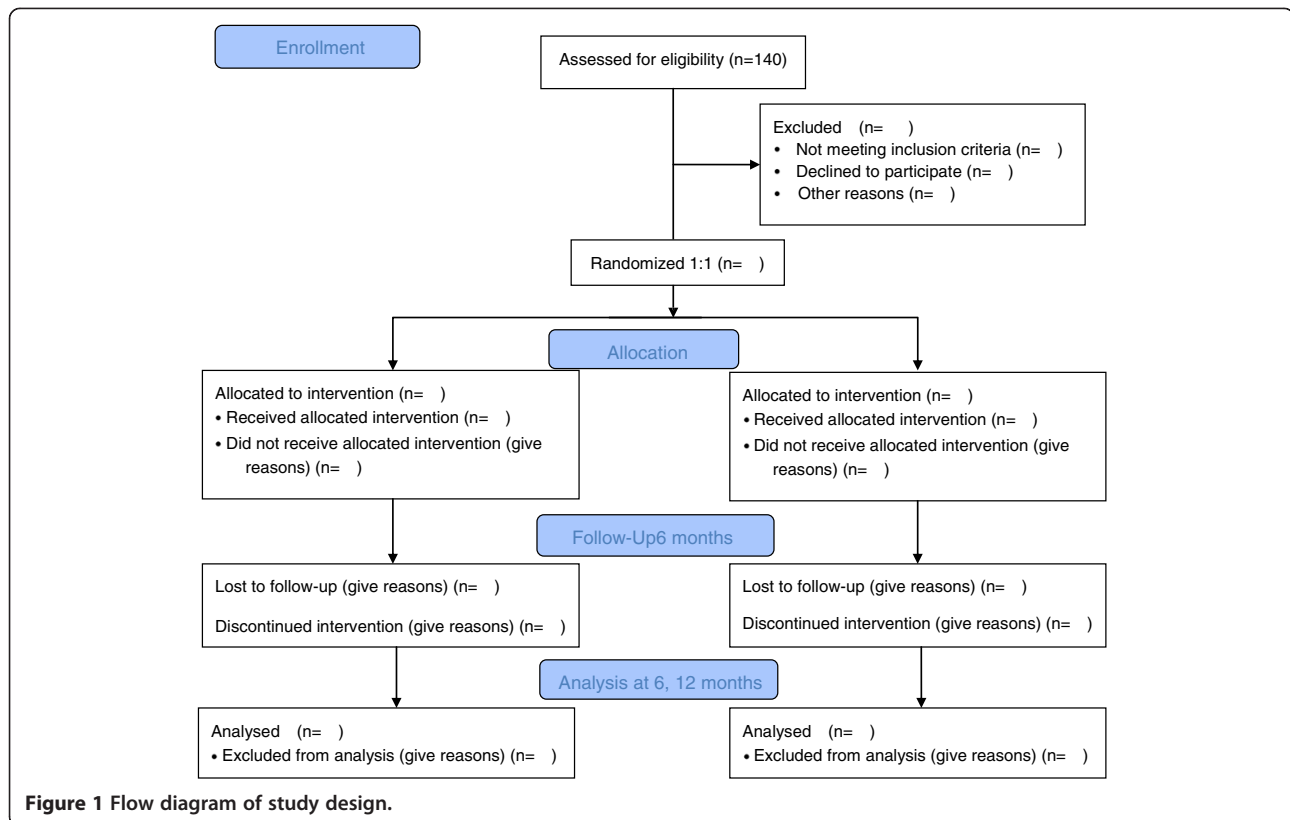 Enrollment
Assessed for eligibility (n=140)
Excluded (n= )
• Not meeting inclusion criteria (n= )
• Declined to participate (n= )
• Other reasons (n= )
Randomized 1:1 (n= )
Allocation
Allocated to intervention (n= )
• Received allocated intervention (n= )
• Did not receive allocated intervention (give
reasons) (n= )
Allocated to intervention (n= )
• Received allocated intervention (n= )
• Did not receive allocated intervention (give
reasons) (n= )
Follow-Up6 months
Lost to follow-up (give reasons) (n= )
Discontinued intervention (give reasons) (n= )
Lost to follow-up (give reasons) (n= )
Discontinued intervention (give reasons) (n= )
Analysis at 6, 12 months
Analysed (n= )
• Excluded from analysis (give reasons) (n= )
Analysed (n= )
• Excluded from analysis (give reasons) (n= )
Figure 1 Flow diagram of study design.